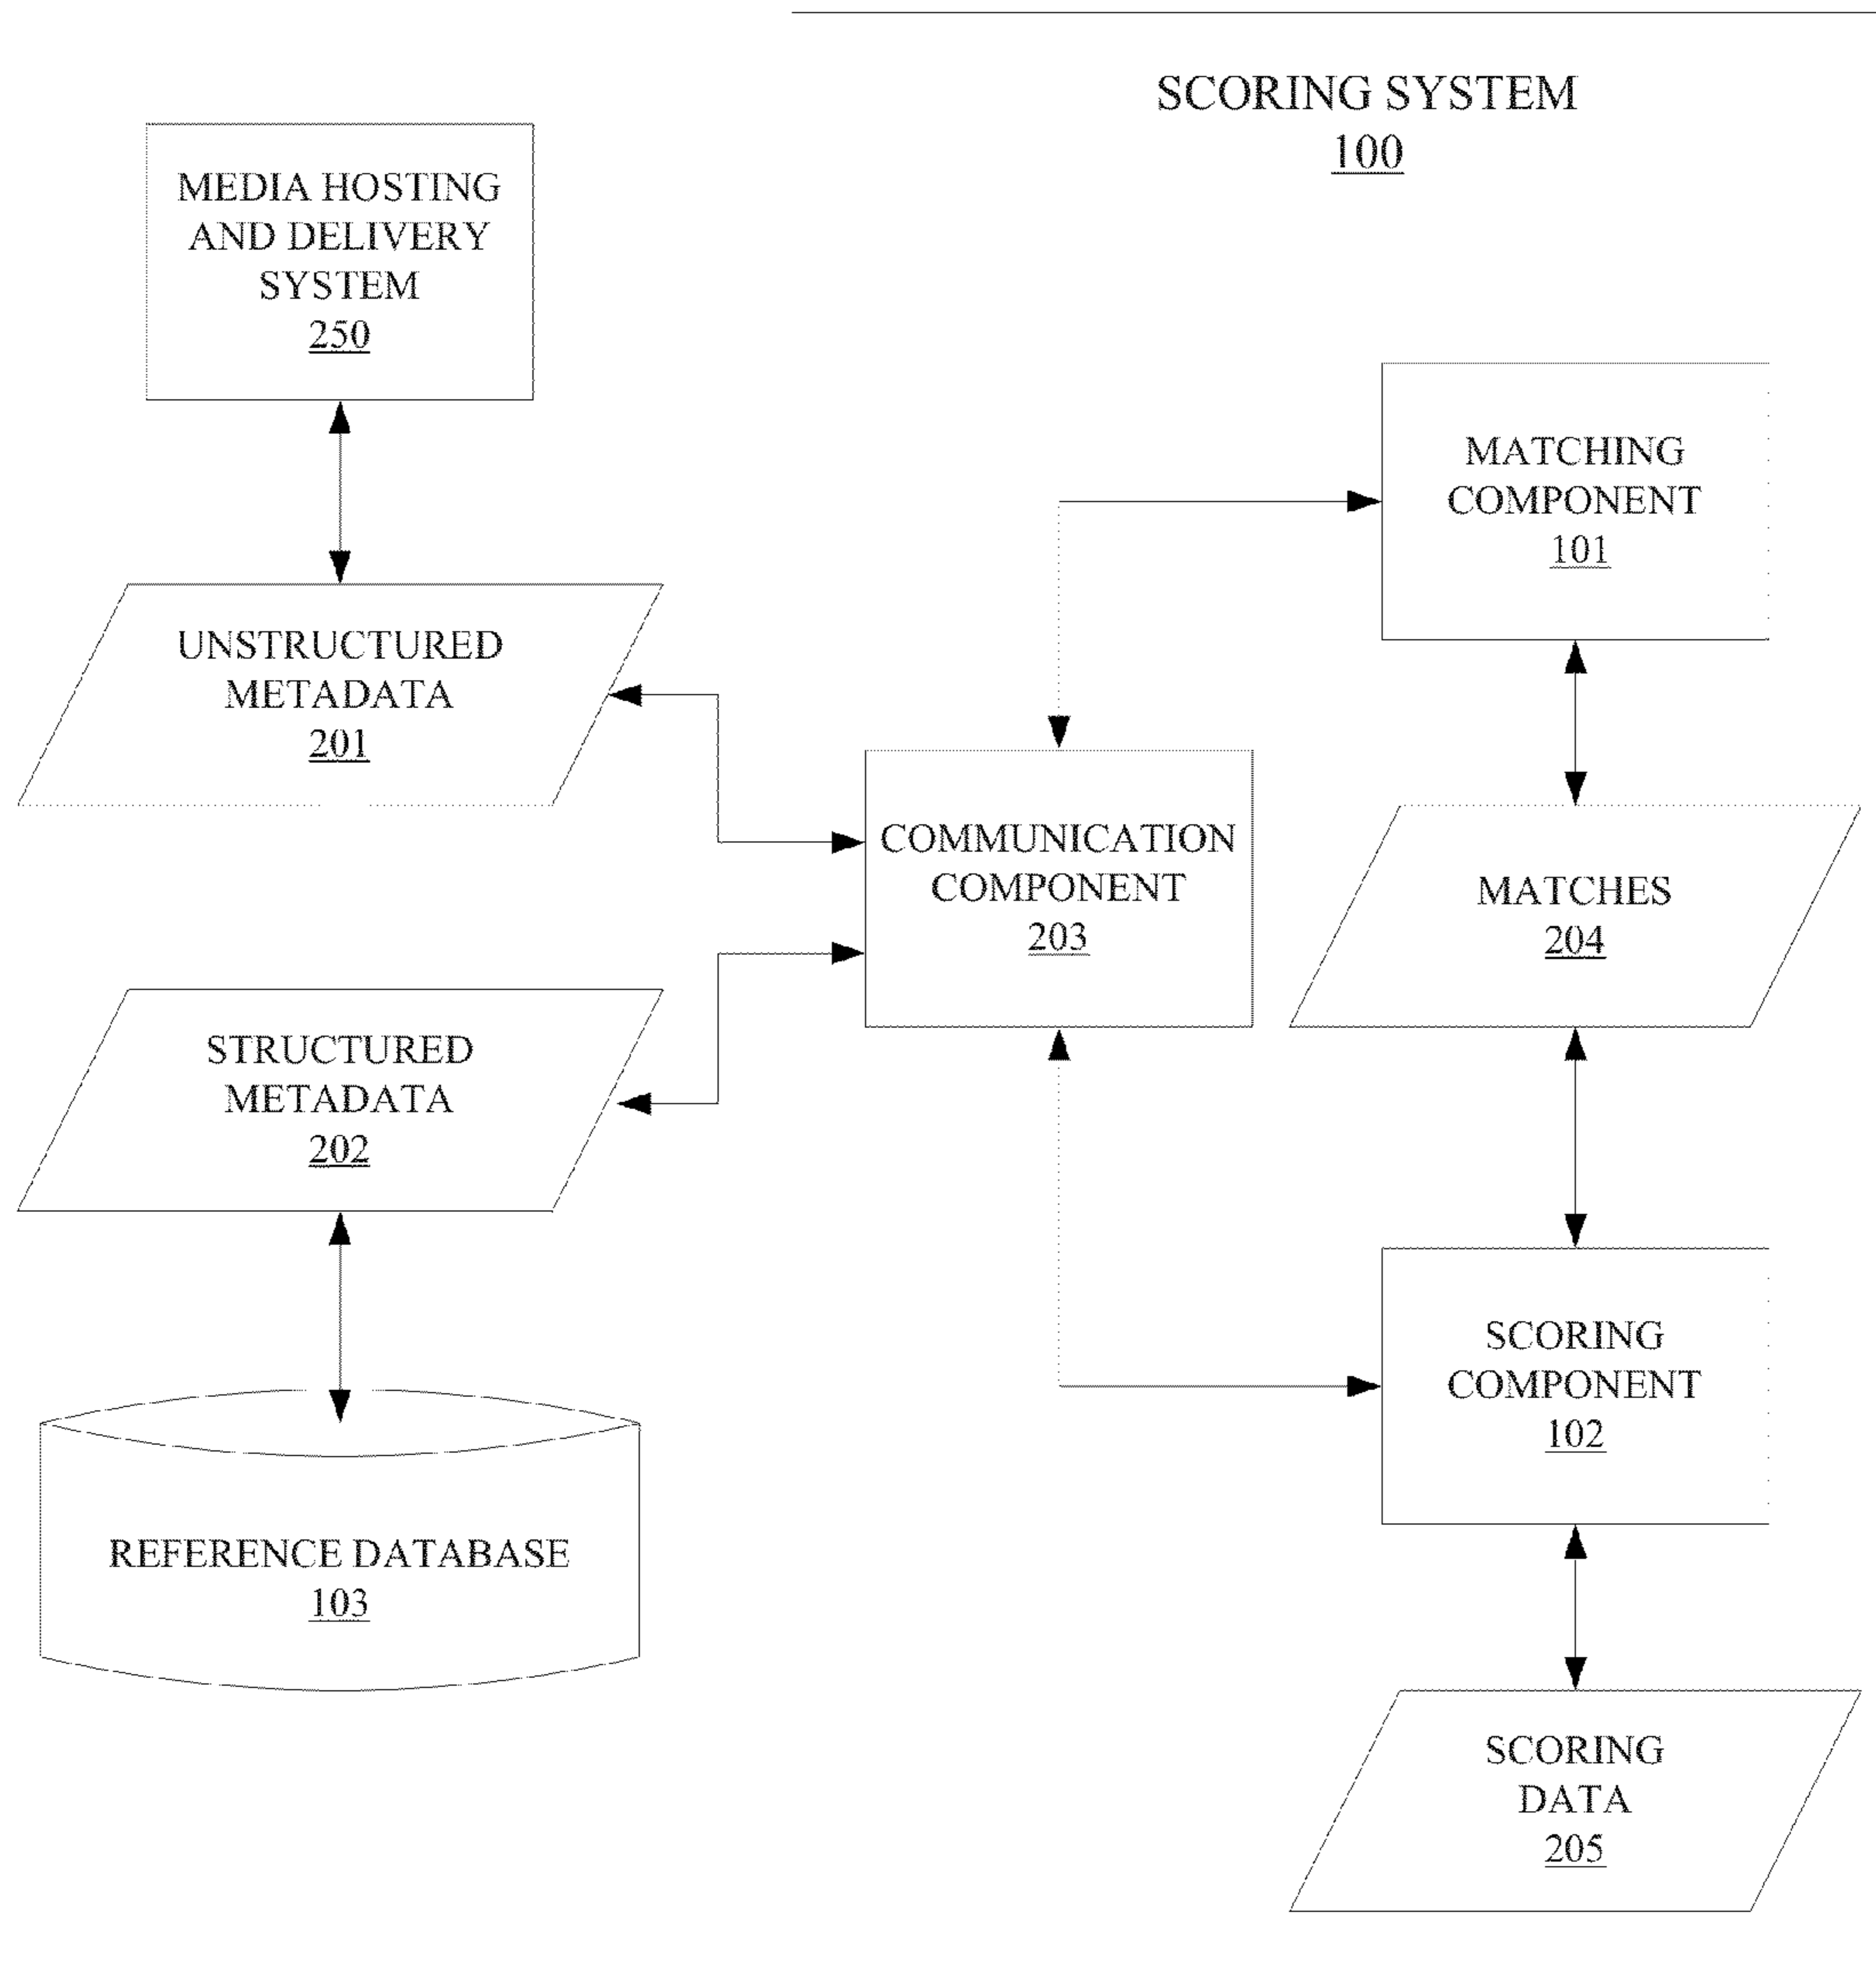 SCORING SYSTEM
100
MEDIA HOSTING
AND DELIVERY
SYSTEM
250
MATCHING
COMPONENT
101
UNSTRUCTURED
METADATA
201
COMMUNICATION
COMPONENT
203
MATCHES
204
STRUCTURED
METADATA
202
SCORING
COMPONENT
102
REFERENCE DATABASE
103
SCORING
DATA
205